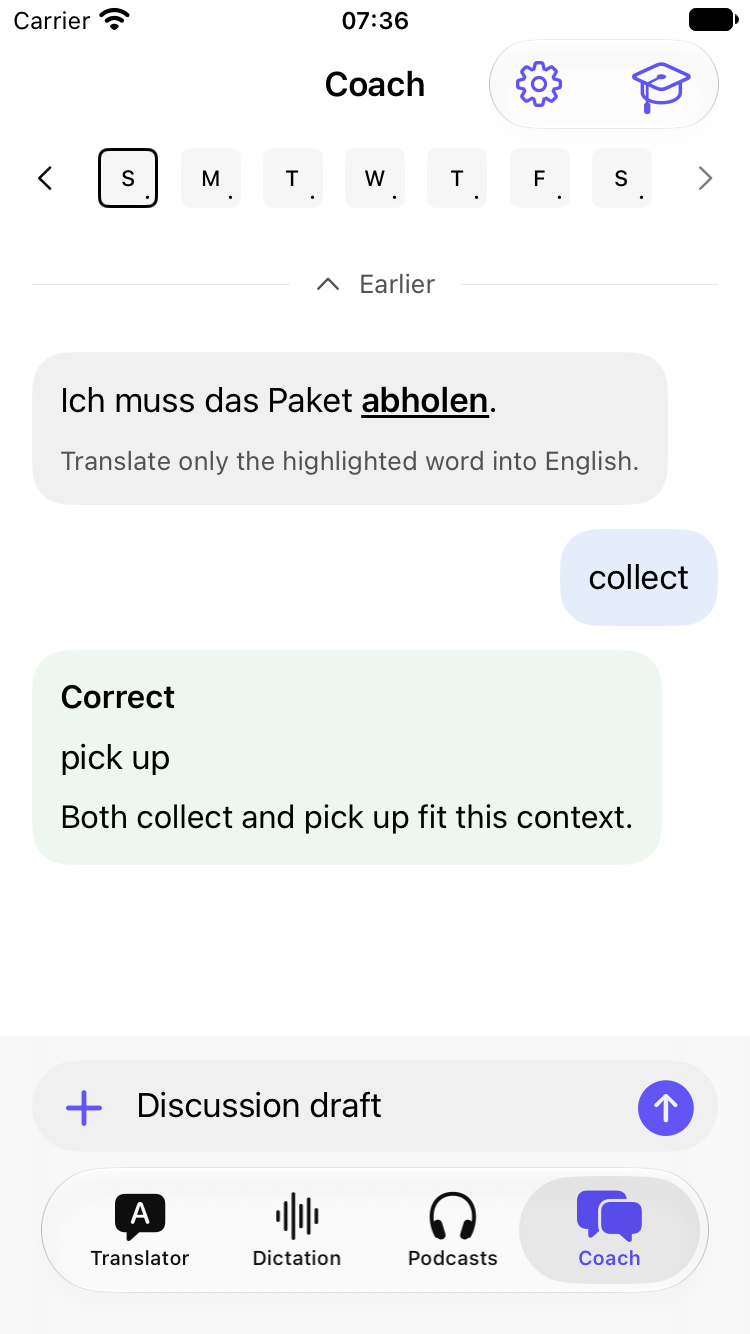 Carrier
07:36
Coach
S. M. T. W. T. F. S.
Earlier
Ich muss das Paket abholen.
Translate only the highlighted word into English.
collect
Correct
pick up
Both collect and pick up fit this context.
Discussion draft
A
Translator Dictation Podcasts Coach